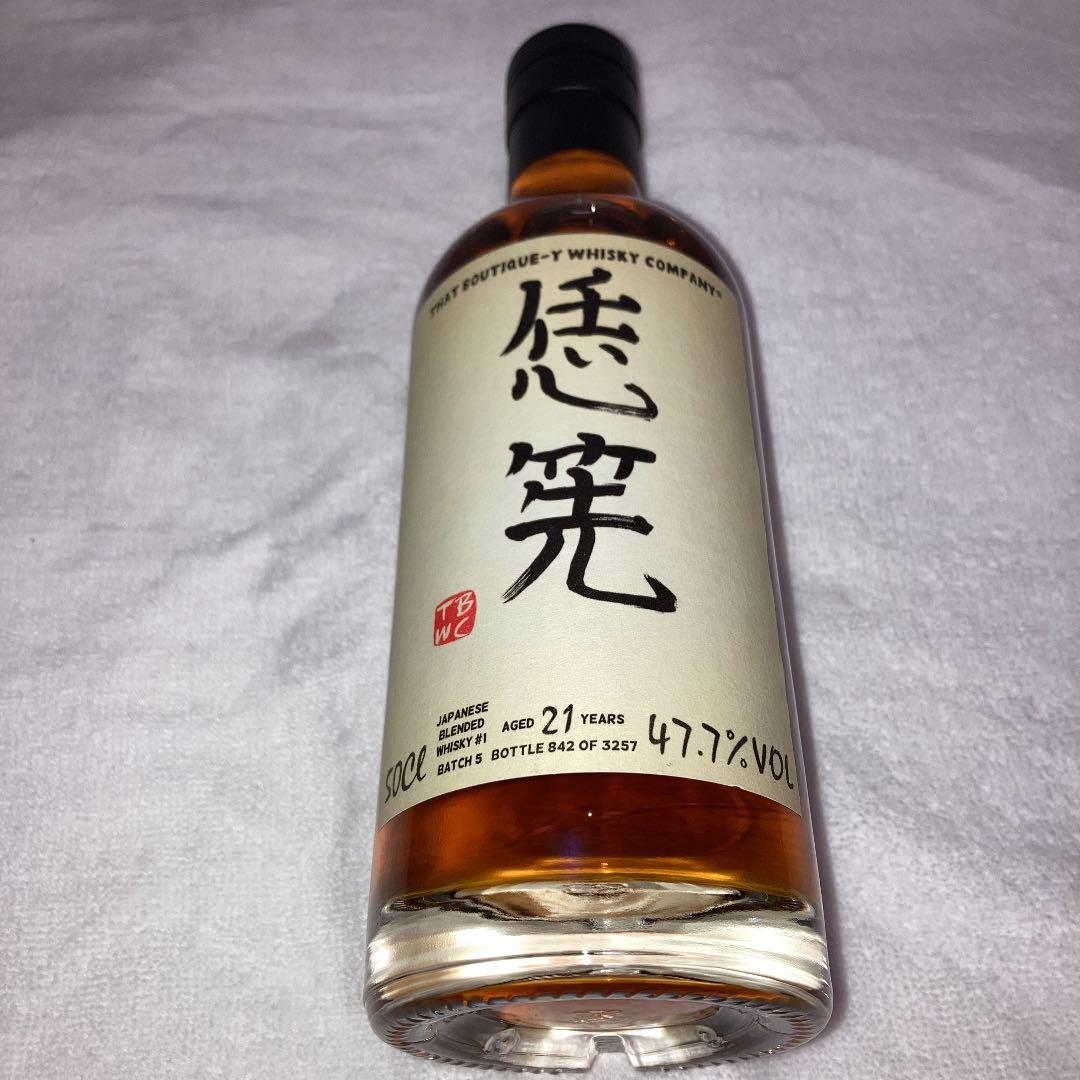 THAT BOUTIQUE-Y WHISKY COMPANY®
恁
筅
TB
WC
JAPANESE
BLENDED
WHISKY #1
BATCH 5
AGED 21 YEARS
BOTTLE 842 OF 3257
50cl
47.7% VOL